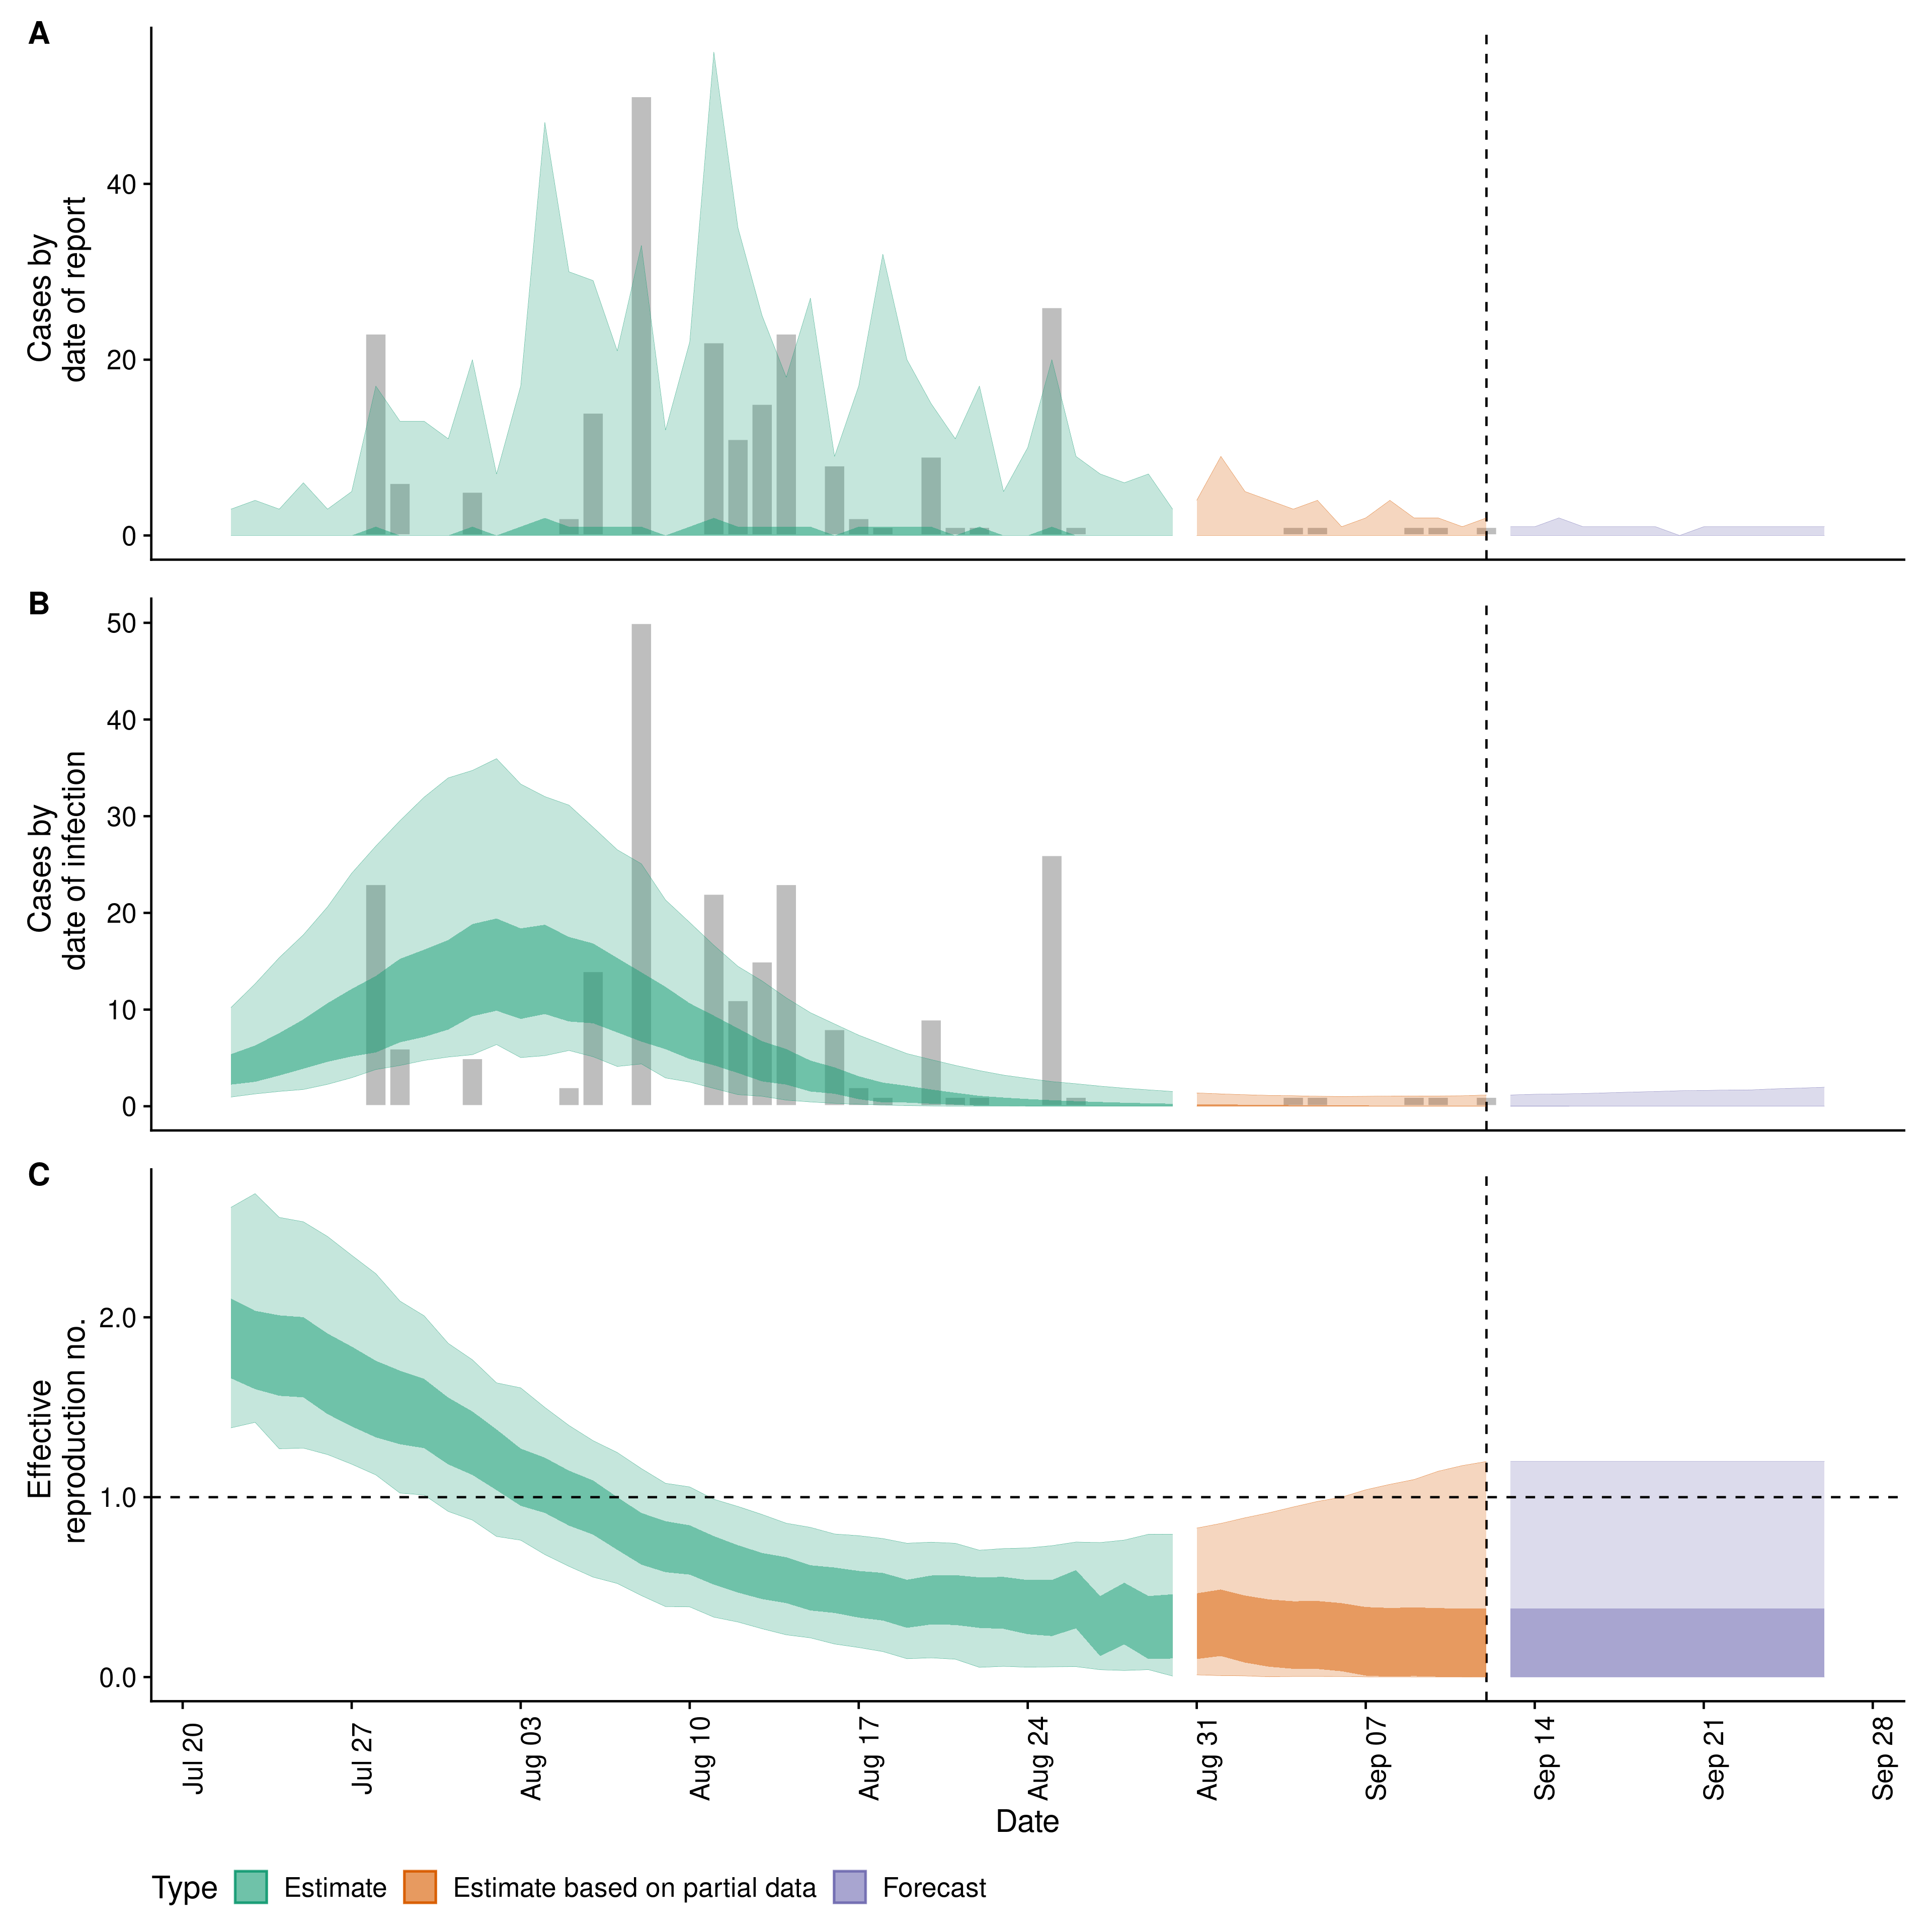 A
Cases by
date of report
40
20
0
B
Cases by
date of infection
50
40
30
20
10
0
C
Effective
reproduction no.
2.0
1.0
0.0
Jul 20
Jul 27
Aug 03
Aug 10
Aug 17
Aug 24
Aug 31
Sep 07
Sep 14
Sep 21
Sep 28
Date
Type Estimate Estimate based on partial data Forecast